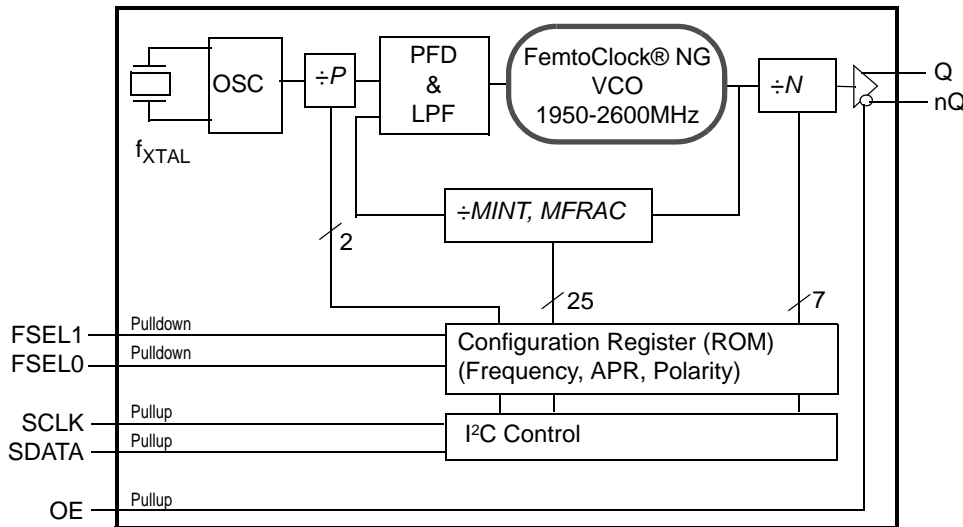 OSC
fXTAL
÷P
PFD
&
LPF
FemtoClock® NG
VCO
1950-2600MHz
÷N
Q
nQ
÷MINT, MFRAC
2
25
7
FSEL1
Pulldown
FSEL0
Pulldown
Configuration Register (ROM)
(Frequency, APR, Polarity)
SCLK
Pullup
SDATA
Pullup
I²C Control
OE
Pullup